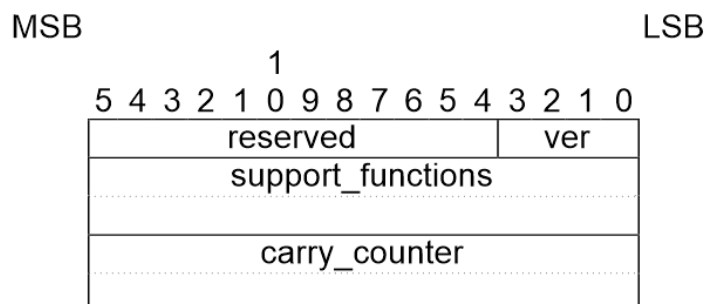 MSB LSB
1
5 4 3 2 1 0 9 8 7 6 5 4 3 2 1 0
reserved ver
support_functions
carry_counter